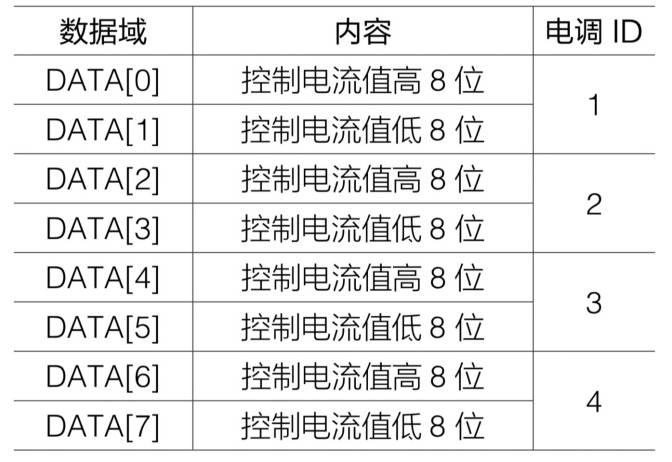 数据域 内容 电调 ID
DATA[0] 控制电流值高 8 位 1
DATA[1] 控制电流值低 8 位
DATA[2] 控制电流值高 8 位 2
DATA[3] 控制电流值低 8 位
DATA[4] 控制电流值高 8 位 3
DATA[5] 控制电流值低 8 位
DATA[6] 控制电流值高 8 位 4
DATA[7] 控制电流值低 8 位